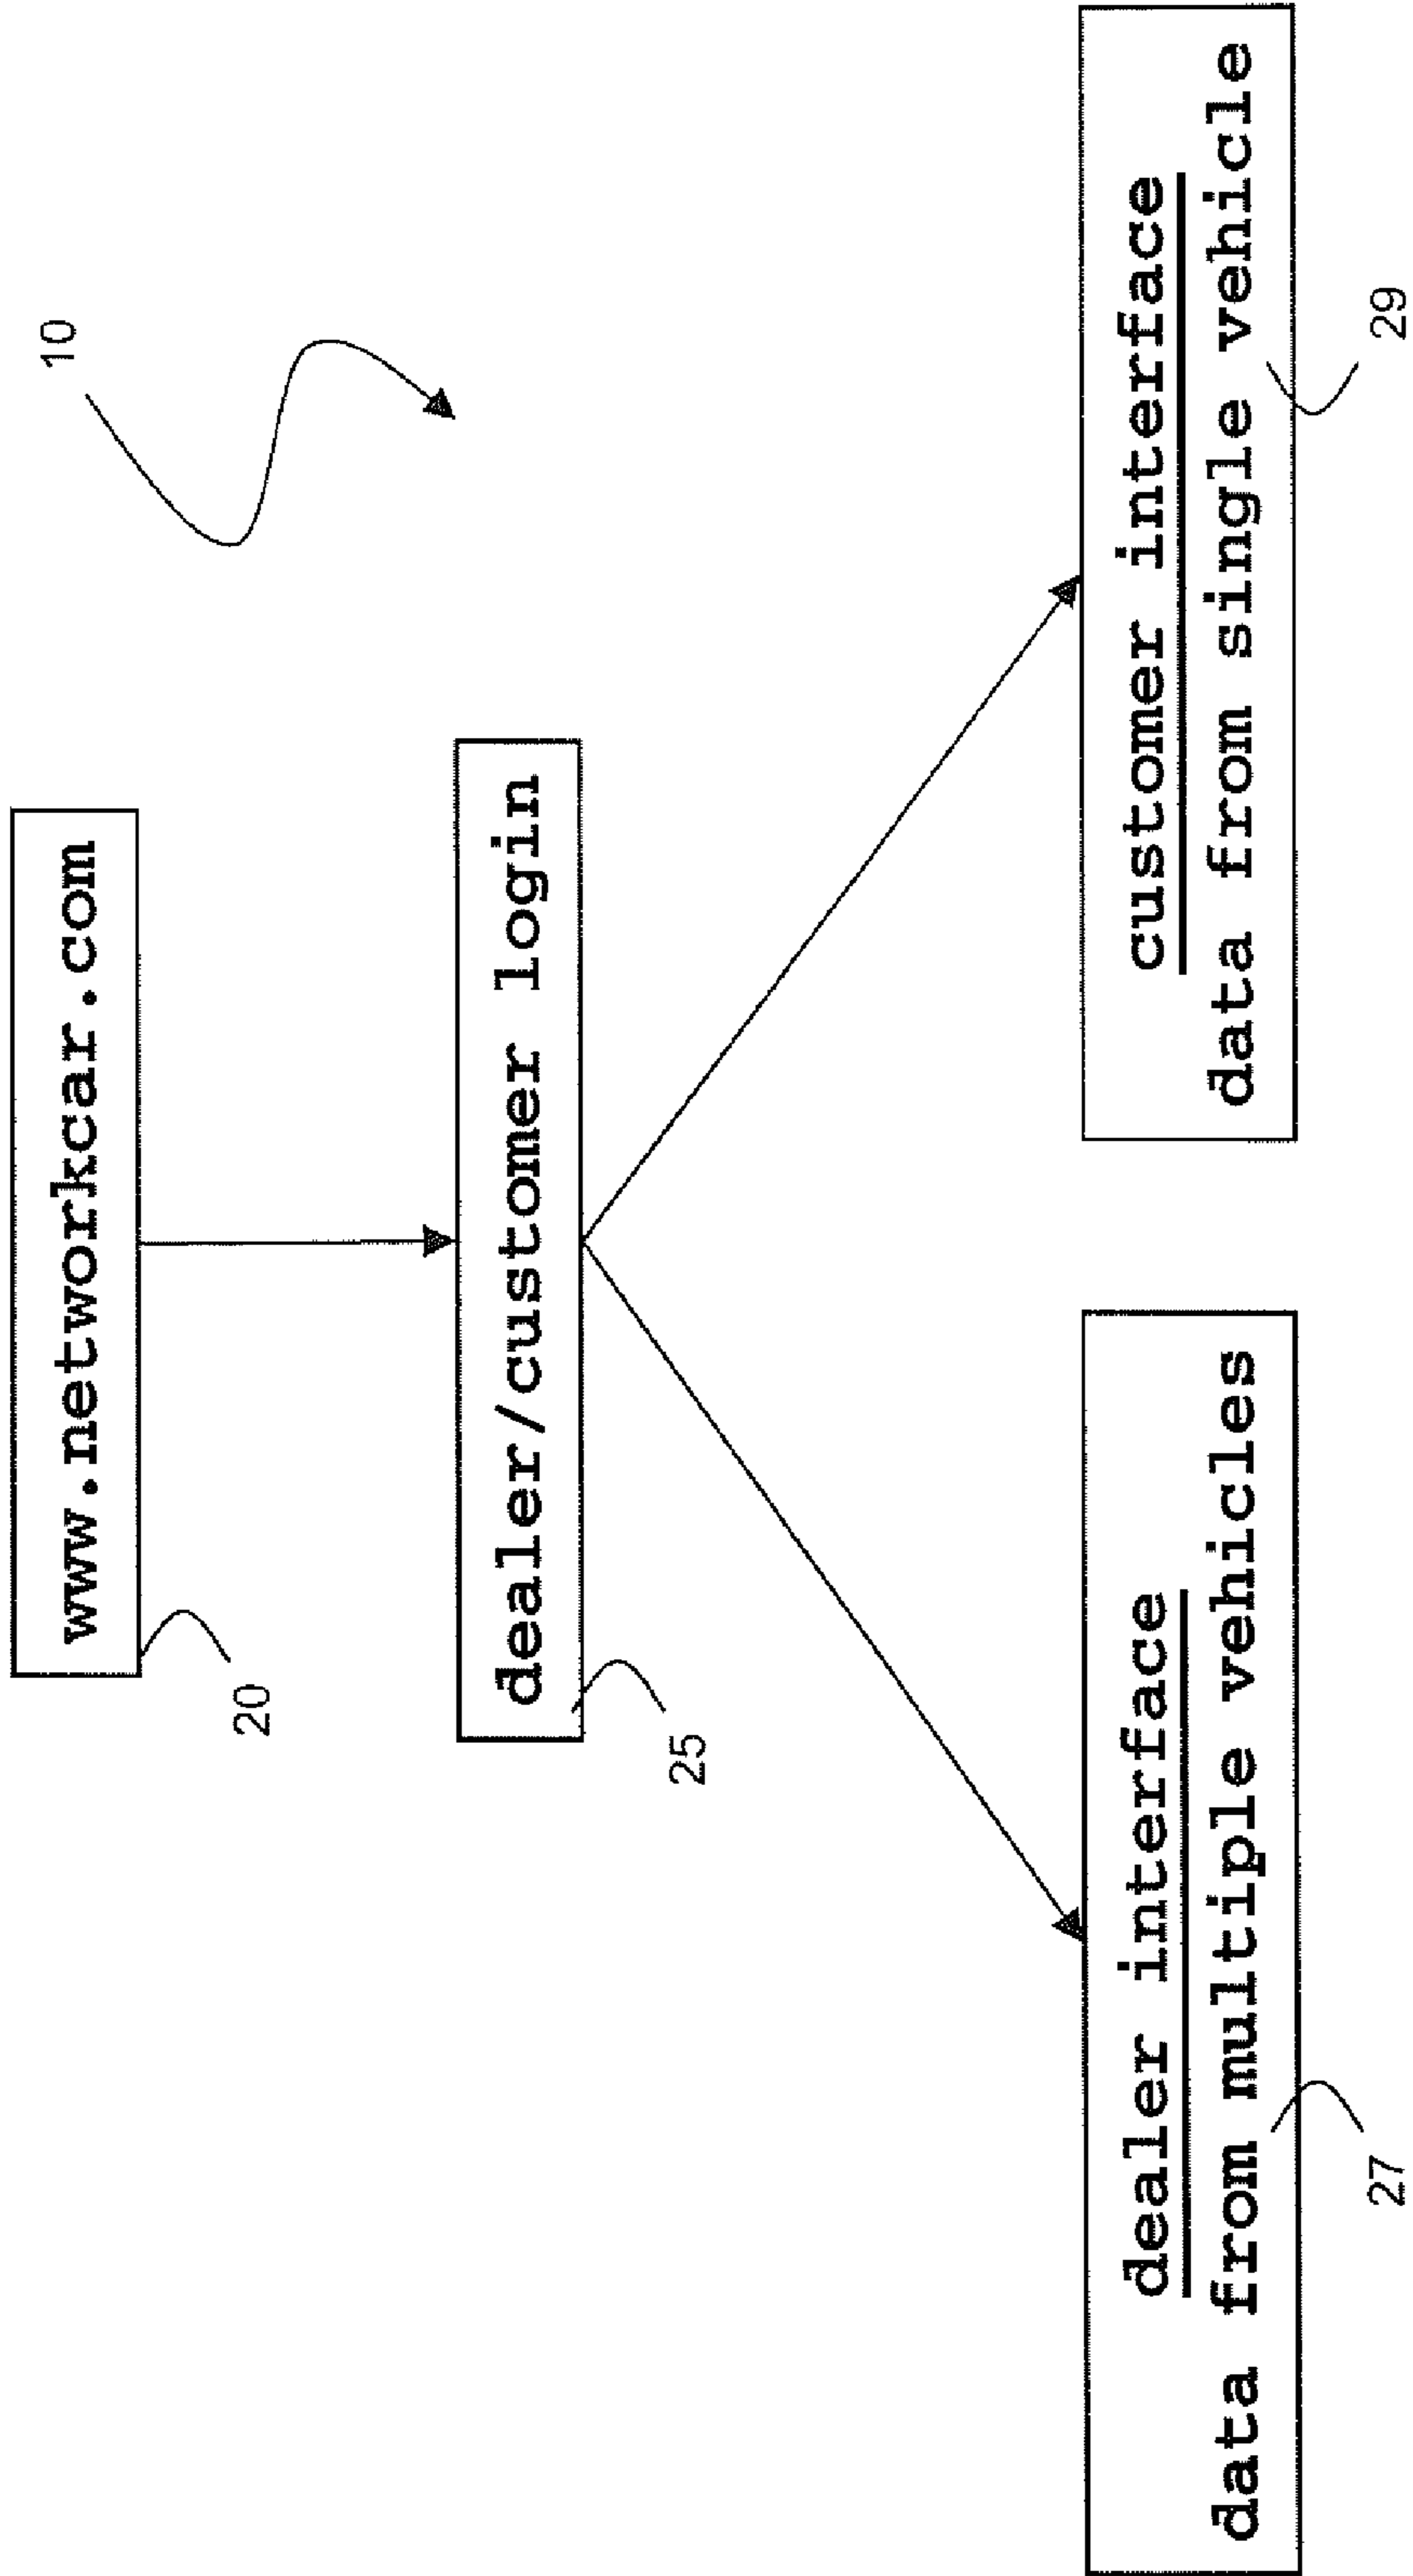 10
www.networkcar.com
20
dealer/customer login
25
dealer interface
data from multiple vehicles
27
customer interface
data from single vehicle
29